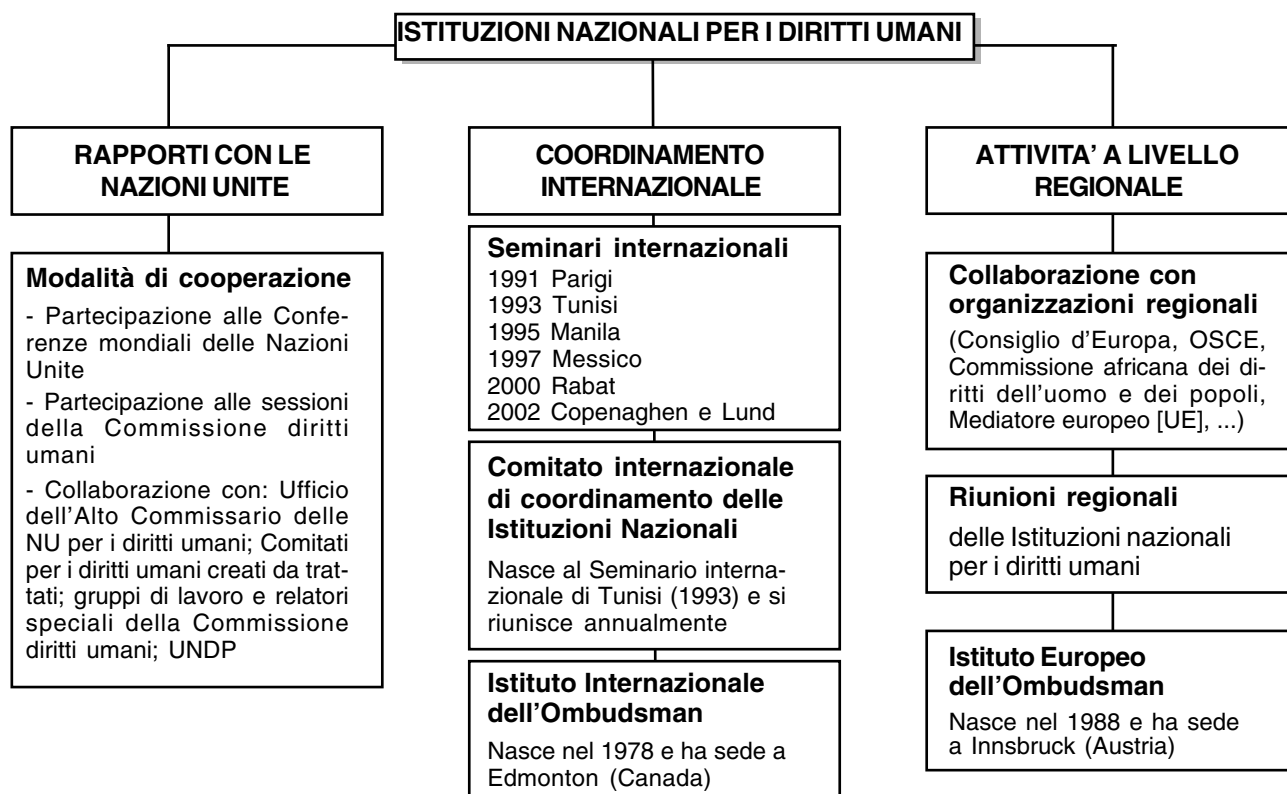 ISTITUZIONI NAZIONALI PER I DIRITTI UMANI
RAPPORTI CON LE
NAZIONI UNITE
Modalità di cooperazione
- Partecipazione alle Confe-
renze mondiali delle Nazioni
Unite
- Partecipazione alle sessioni
della Commissione diritti
umani
- Collaborazione con: Ufficio
dell'Alto Commissario delle
NU per i diritti umani; Comitati
per i diritti umani creati da trat-
tati; gruppi di lavoro e relatori
speciali della Commissione
diritti umani; UNDP
COORDINAMENTO
INTERNAZIONALE
Seminari internazionali
1991 Parigi
1993 Tunisi
1995 Manila
1997 Messico
2000 Rabat
2002 Copenaghen e Lund
Comitato internazionale
di coordinamento delle
Istituzioni Nazionali
Nasce al Seminario interna-
zionale di Tunisi (1993) e si
riunisce annualmente
Istituto Internazionale
dell'Ombudsman
Nasce nel 1978 e ha sede a
Edmonton (Canada)
ATTIVITA' A LIVELLO
REGIONALE
Collaborazione con
organizzazioni regionali
(Consiglio d'Europa, OSCE,
Commissione africana dei di-
ritti dell'uomo e dei popoli,
Mediatore europeo [UE], ...)
Riunioni regionali
delle Istituzioni nazionali
per i diritti umani
Istituto Europeo
dell'Ombudsman
Nasce nel 1988 e ha sede
a Innsbruck (Austria)